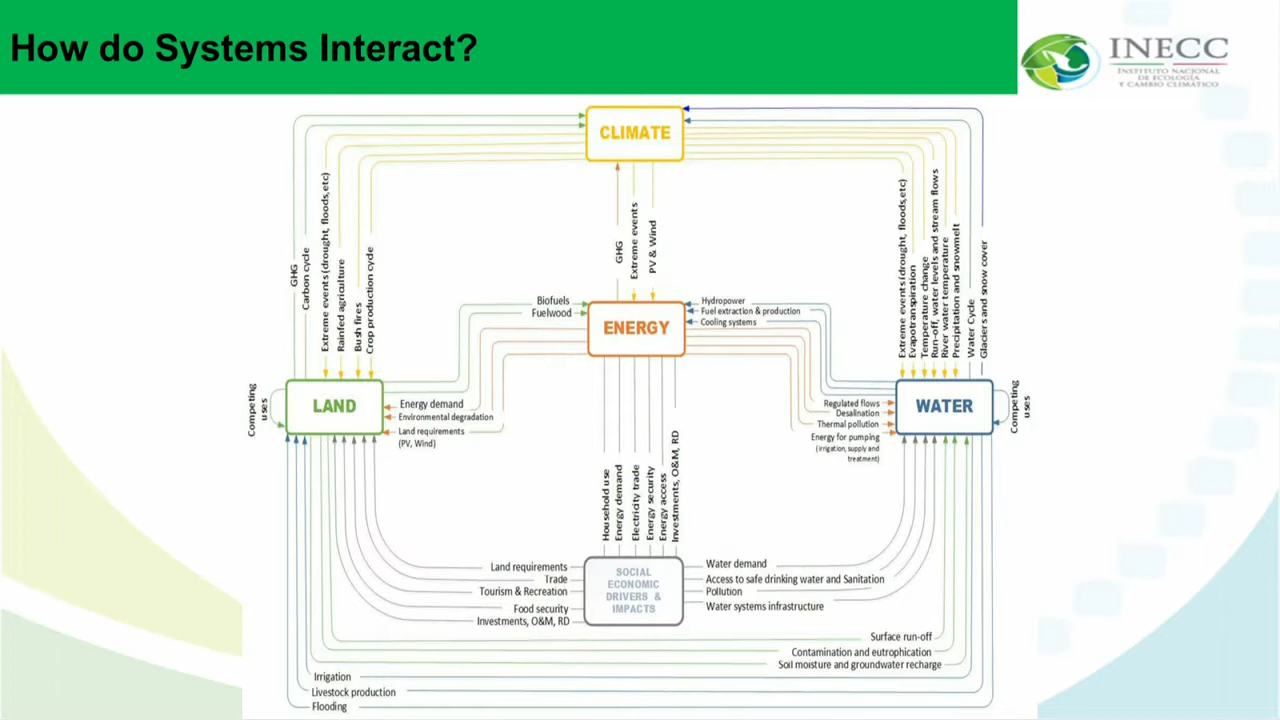 How do Systems Interact?
INECC
INSTITUTO NACIONAL
DE ECOLOGÍA
Y CAMBIO CLIMÁTICO
CLIMATE
GHG
Carbon cycle
Extreme events(drought, floods,etc)
Rainfed agriculture
Bush fires
Crop production cycle
GHG
Extreme events
PV & Wind
Extreme events(drought, floods,etc)
Evapotranspiration
Temperature change
Run-off, water levels and stream flows
River water temperature
Precipitation and snowmelt
Water Cycle
Glaciers and snow cover
Biofuels
Fuelwood
ENERGY
Hydropower
Fuel extraction & production
Cooling systems
Competing
uses
LAND
Energy demand
Environmental degradation
Land requirements
(PV, Wind)
Regulated flows
Desalination
Thermal pollution
Energy for pumping
(irrigation, supply and
treatment)
WATER
Competing
uses
Household use
Energy demand
Electricity trade
Energy security
Energy access
Investments, O&M, RD
Land requirements
Trade
Tourism & Recreation
Food security
Investments, O&M, RD
SOCIAL
ECONOMIC
DRIVERS &
IMPACTS
Water demand
Access to safe drinking water and Sanitation
Pollution
Water systems infrastructure
Surface run-off
Contamination and eutrophication
Soil moisture and groundwater recharge
Irrigation
Livestock production
Flooding